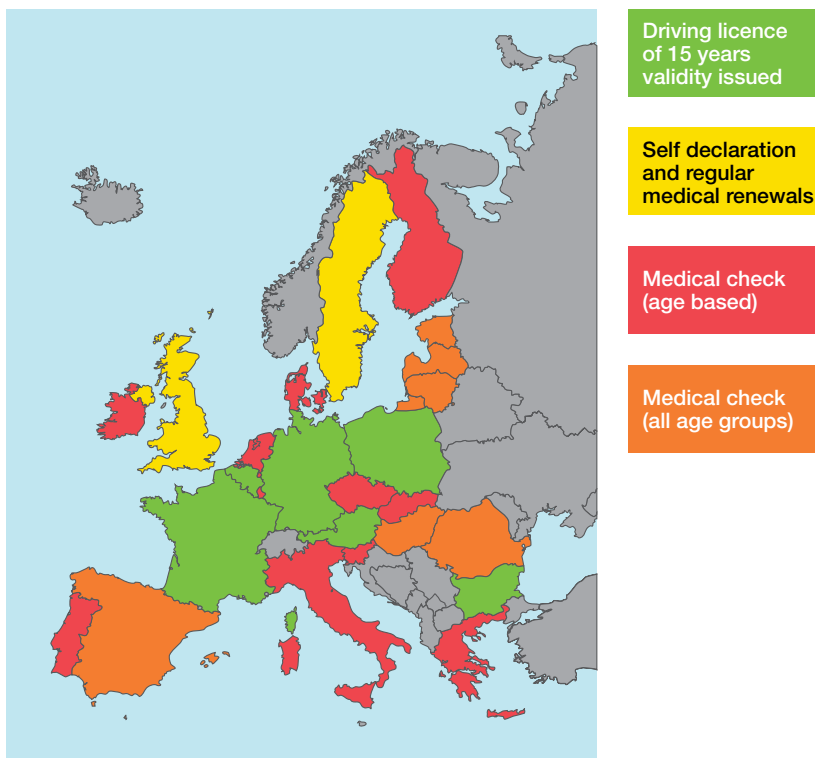 Driving licence
of 15 years
validity issued
Self declaration
and regular
medical renewals
Medical check
(age based)
Medical check
(all age groups)